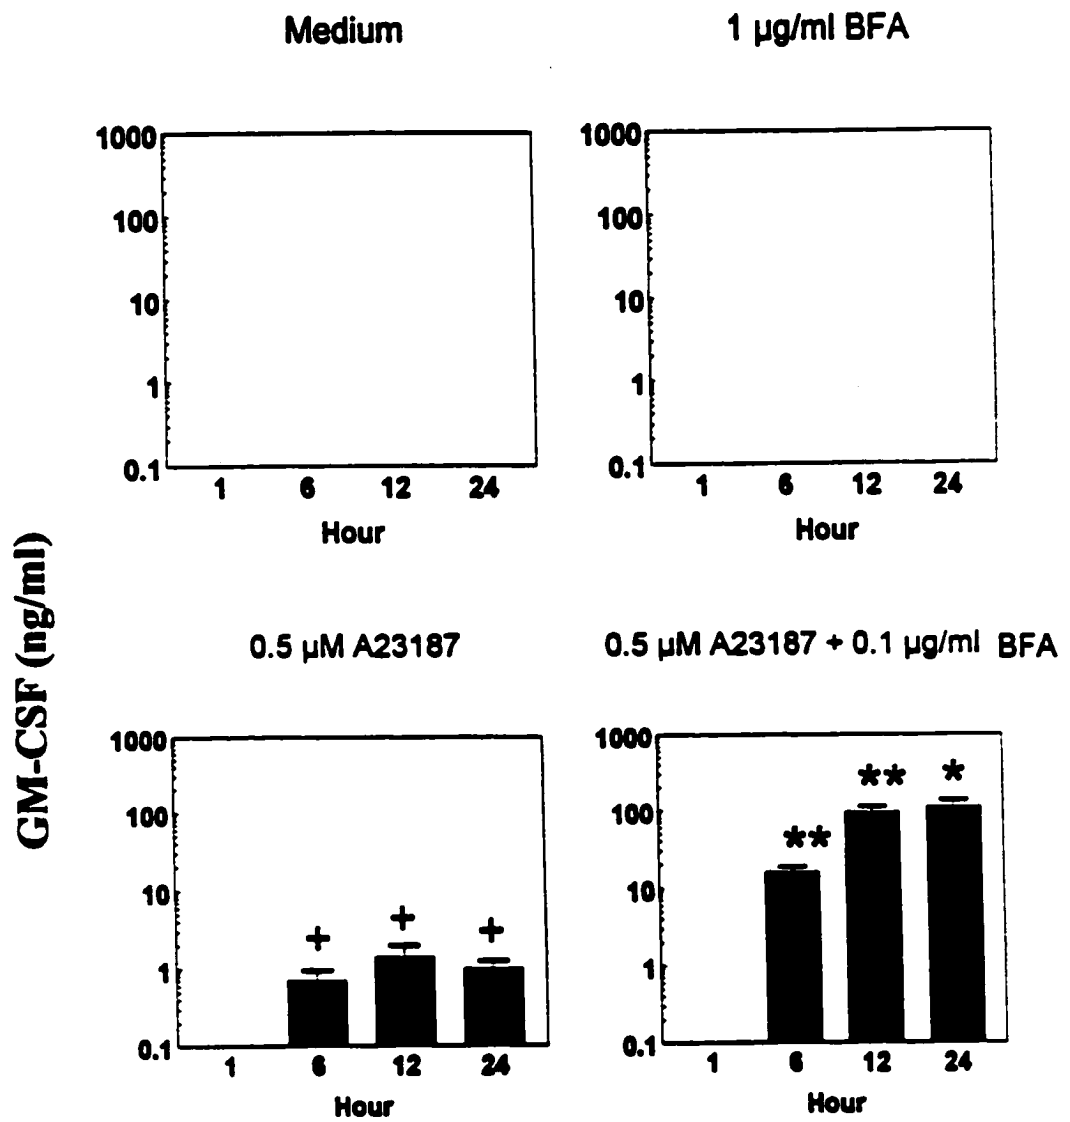 Medium
1 µg/ml BFA
1000
100
10
1
0.1
1 6 12 24
Hour
1000
100
10
1
0.1
1 6 12 24
Hour
GM-CSF (ng/ml)
0.5 µM A23187
0.5 µM A23187 + 0.1 µg/ml BFA
1000
100
10
1
0.1
+ + +
1 6 12 24
Hour
1000
100
10
1
0.1
** ** *
1 6 12 24
Hour